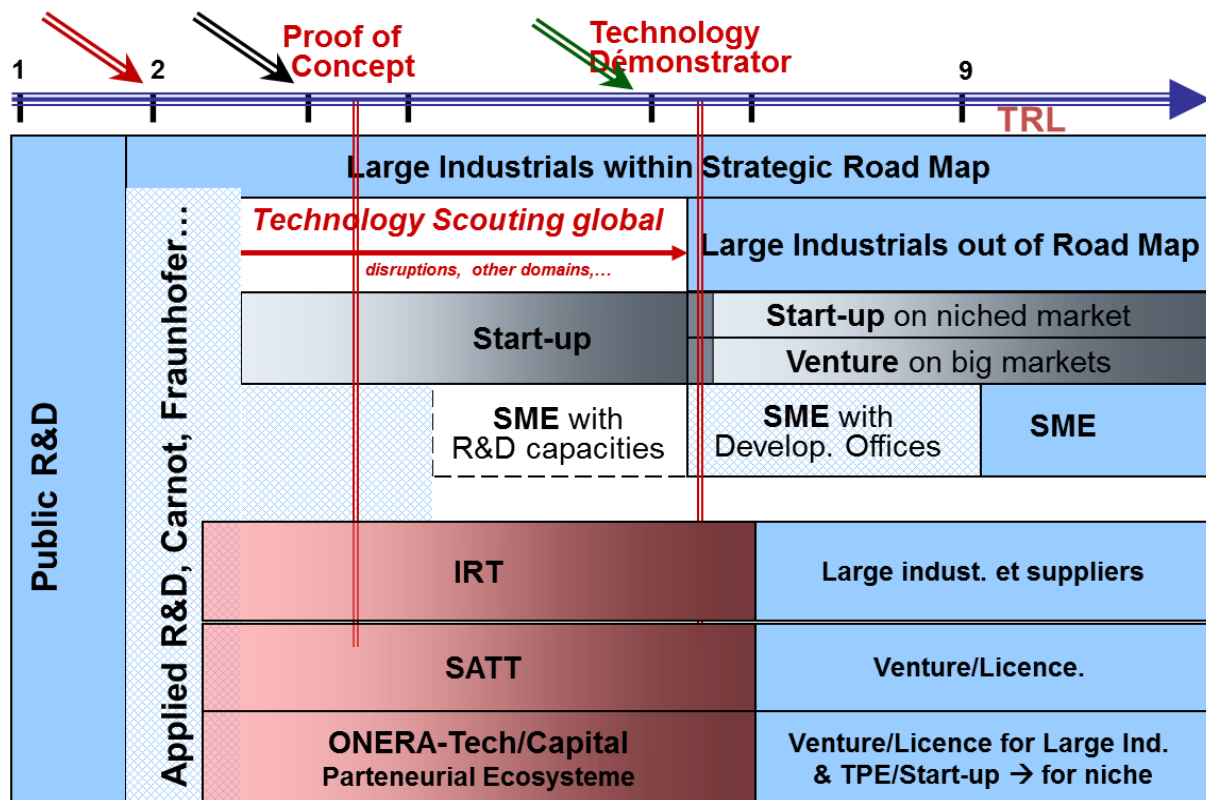 Proof of
Concept
Technology
Démonstrator
1
2
9
TRL
Large Industrials within Strategic Road Map
Technology Scouting global
disruptions, other domains,...
Large Industrials out of Road Map
Start-up
Start-up on niched market
Venture on big markets
SME with
R&D capacities
SME with
Develop. Offices
SME
Public R&D
Applied R&D, Carnot, Fraunhofer...
IRT
Large indust. et suppliers
SATT
Venture/Licence.
ONERA-Tech/Capital
Parteneurial Ecosysteme
Venture/Licence for Large Ind.
& TPE/Start-up → for niche